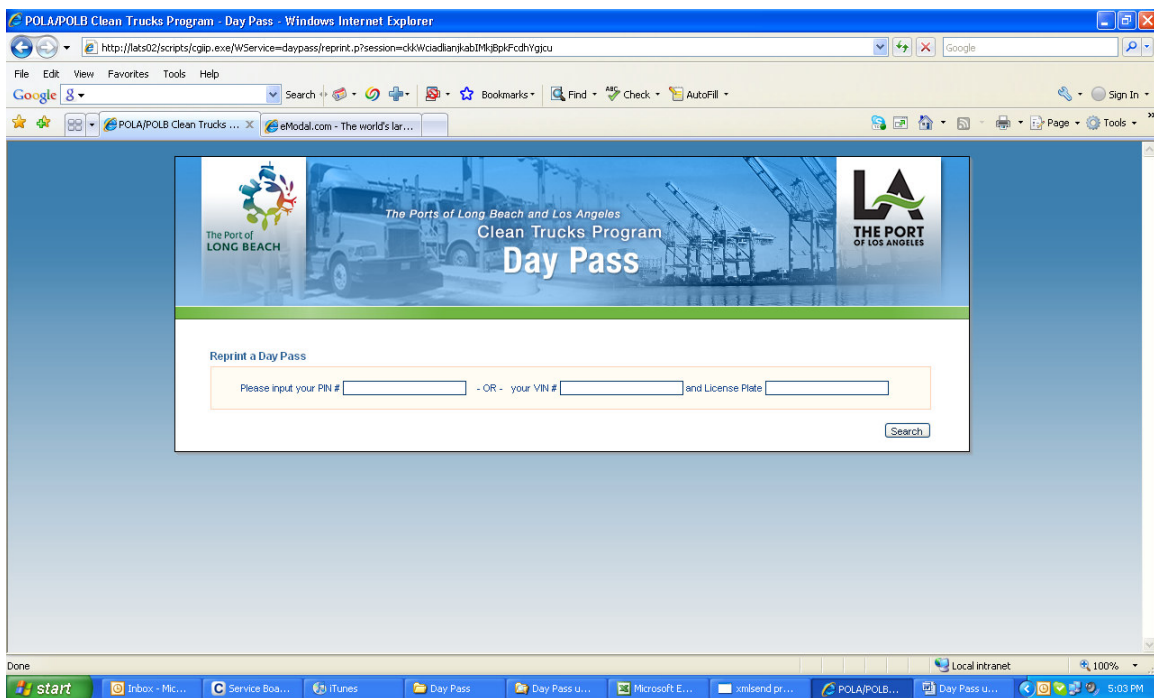 POLA/POLB Clean Trucks Program - Day Pass - Windows Internet Explorer
http://lats02/scripts/cgiip.exe/WService=daypass/reprint.p?session=ckkWciadlianjkabIMkjBpkFcdhYgjcu
Google
File Edit View Favorites Tools Help
Google Search Bookmarks Find Check AutoFill Sign In
POLA/POLB Clean Trucks ... X eModal.com - The world's lar...
Page Tools
The Port of
LONG BEACH
The Ports of Long Beach and Los Angeles
Clean Trucks Program
Day Pass
LA
THE PORT
OF LOS ANGELES
Reprint a Day Pass
Please input your PIN # - OR - your VIN # and License Plate
Search
Done Local intranet 100%
start Inbox - Mic... Service Boa... iTunes Day Pass Day Pass u... Microsoft E... xmlsend pr... POLA/POLB... Day Pass u... 5:03 PM